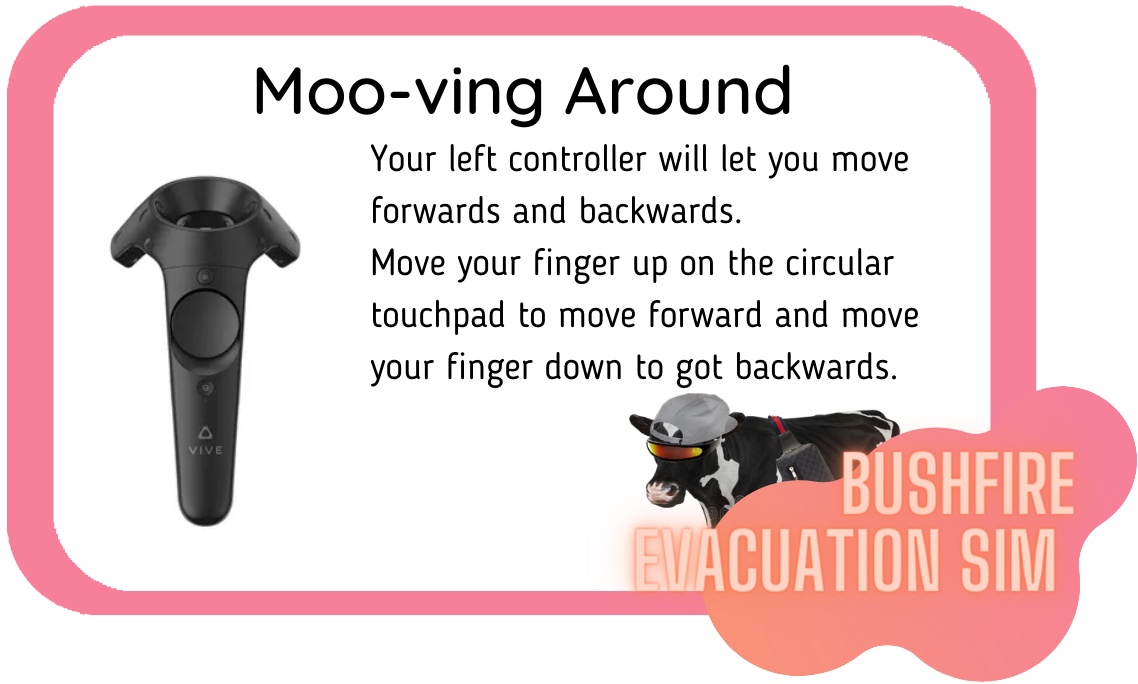 Moo-ving Around
Your left controller will let you move
forwards and backwards.
Move your finger up on the circular
touchpad to move forward and move
your finger down to got backwards.
VIVE
BUSHFIRE
EVACUATION SIM